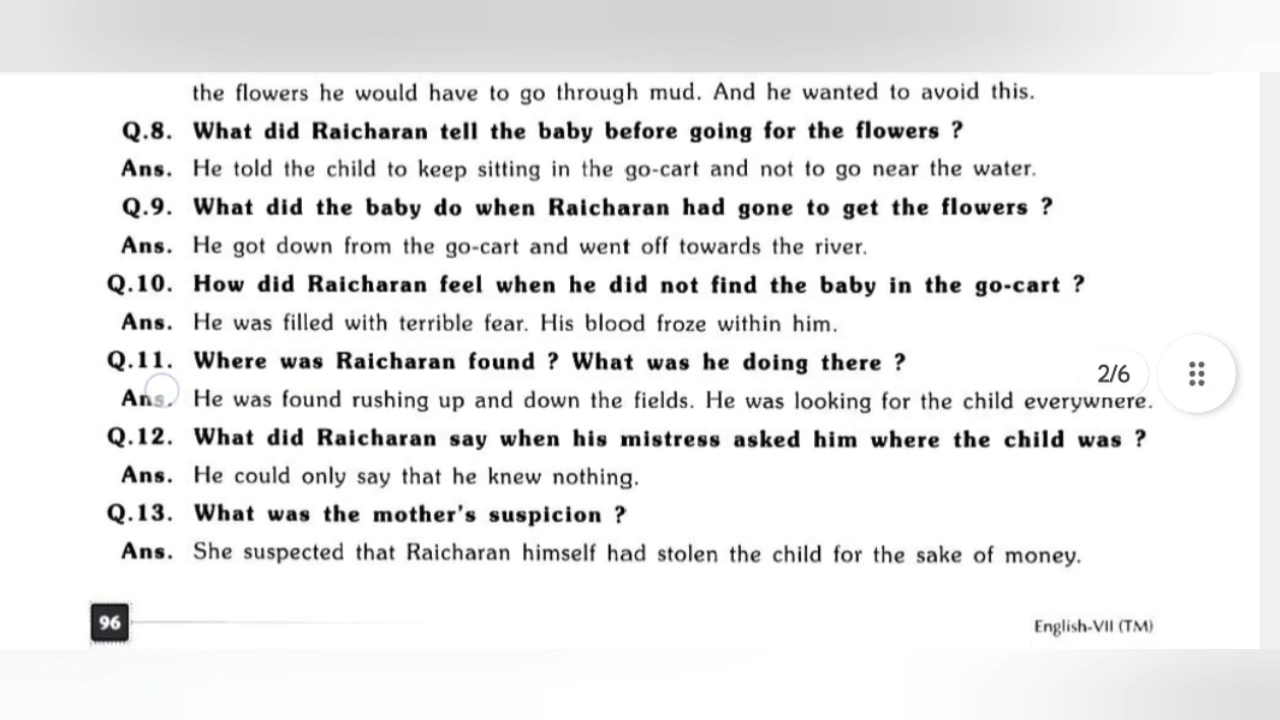 the flowers he would have to go through mud. And he wanted to avoid this.
Q.8. What did Raicharan tell the baby before going for the flowers ?
Ans. He told the child to keep sitting in the go-cart and not to go near the water.
Q.9. What did the baby do when Raicharan had gone to get the flowers ?
Ans. He got down from the go-cart and went off towards the river.
Q.10. How did Raicharan feel when he did not find the baby in the go-cart ?
Ans. He was filled with terrible fear. His blood froze within him.
Q.11. Where was Raicharan found ? What was he doing there ?
2/6
Ans. He was found rushing up and down the fields. He was looking for the child everywhere.
Q.12. What did Raicharan say when his mistress asked him where the child was ?
Ans. He could only say that he knew nothing.
Q.13. What was the mother's suspicion ?
Ans. She suspected that Raicharan himself had stolen the child for the sake of money.
96
English-VII (TM)